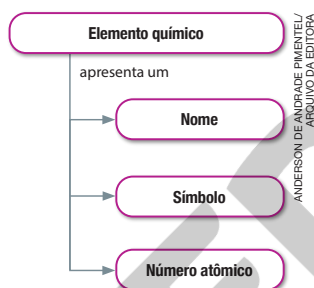 Elemento químico
apresenta um
Nome
Símbolo
Número atômico
ANDERSON DE ANDRADE PIMENTEL/
ARQUIVO DA EDITORA